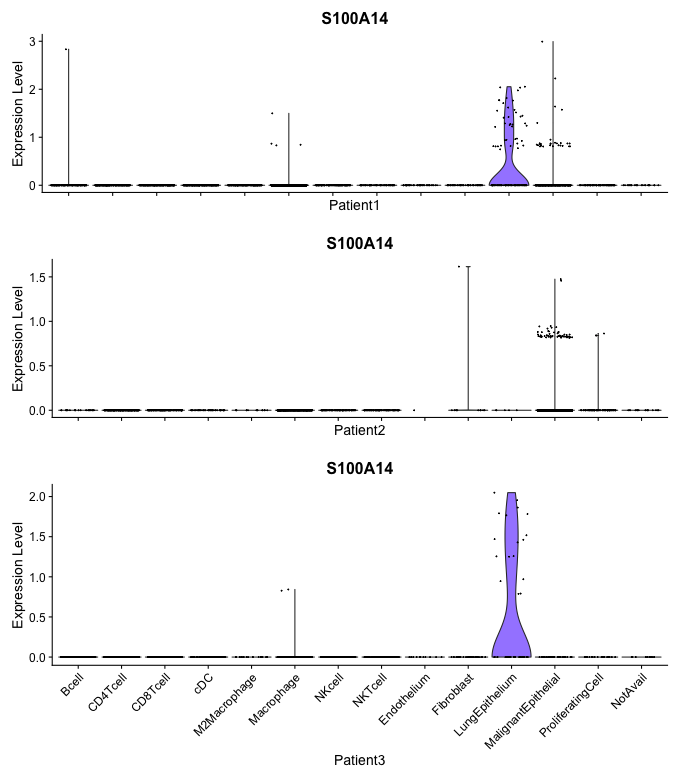 S100A14
Expression Level
3
2
1
0
Patient1
S100A14
Expression Level
1.5
1.0
0.5
0.0
Patient2
S100A14
Expression Level
2.0
1.5
1.0
0.5
0.0
Bcell
CD4Tcell
CD8Tcell
cDC
M2Macrophage
Macrophage
NKcell
NKTcell
Endothelium
Fibroblast
LungEpithelium
MalignantEpithelial
ProliferatingCell
NotAvail
Patient3